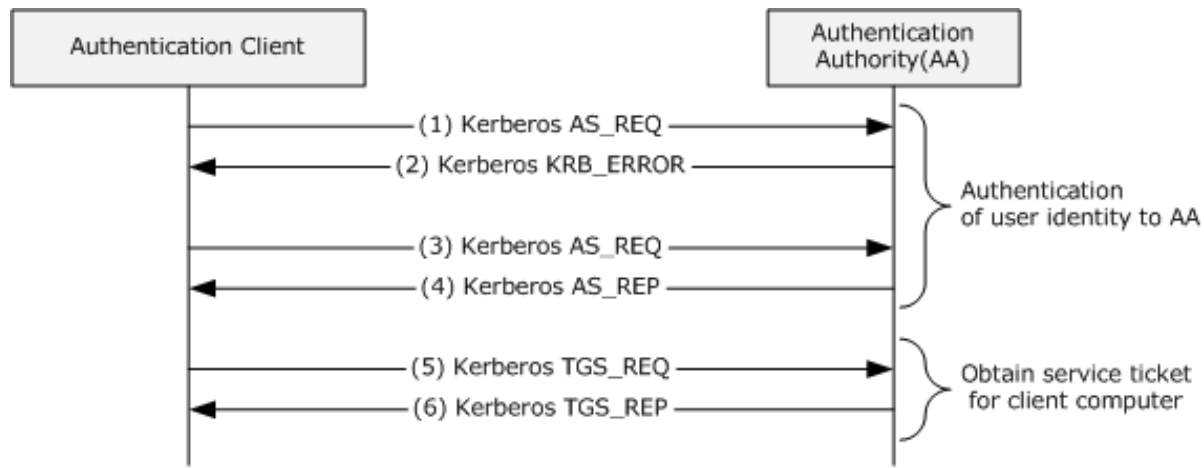 Authentication Client
Authentication
Authority(AA)
(1) Kerberos AS_REQ
(2) Kerberos KRB_ERROR
(3) Kerberos AS_REQ
(4) Kerberos AS_REP
Authentication
of user identity to AA
(5) Kerberos TGS_REQ
(6) Kerberos TGS_REP
Obtain service ticket
for client computer